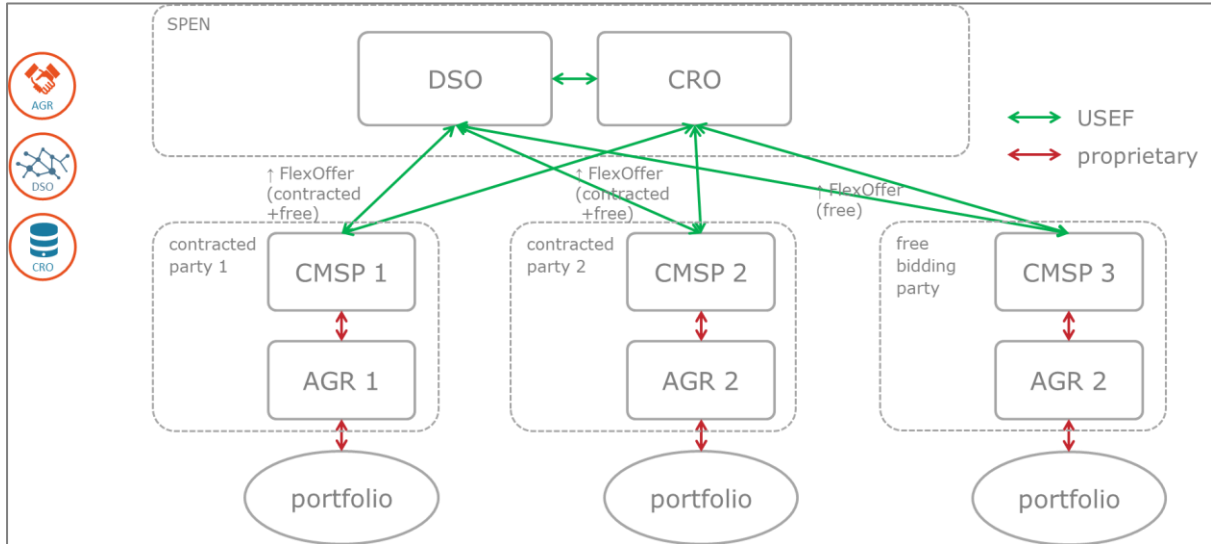 SPEN
DSO
CRO
AGR
DSO
CRO
USEF
proprietary
↑ FlexOffer
(contracted
+free)
↑ FlexOffer
(contracted
+free)
↑ FlexOffer
(free)
contracted
party 1
CMSP 1
AGR 1
portfolio
contracted
party 2
CMSP 2
AGR 2
portfolio
free
bidding
party
CMSP 3
AGR 2
portfolio